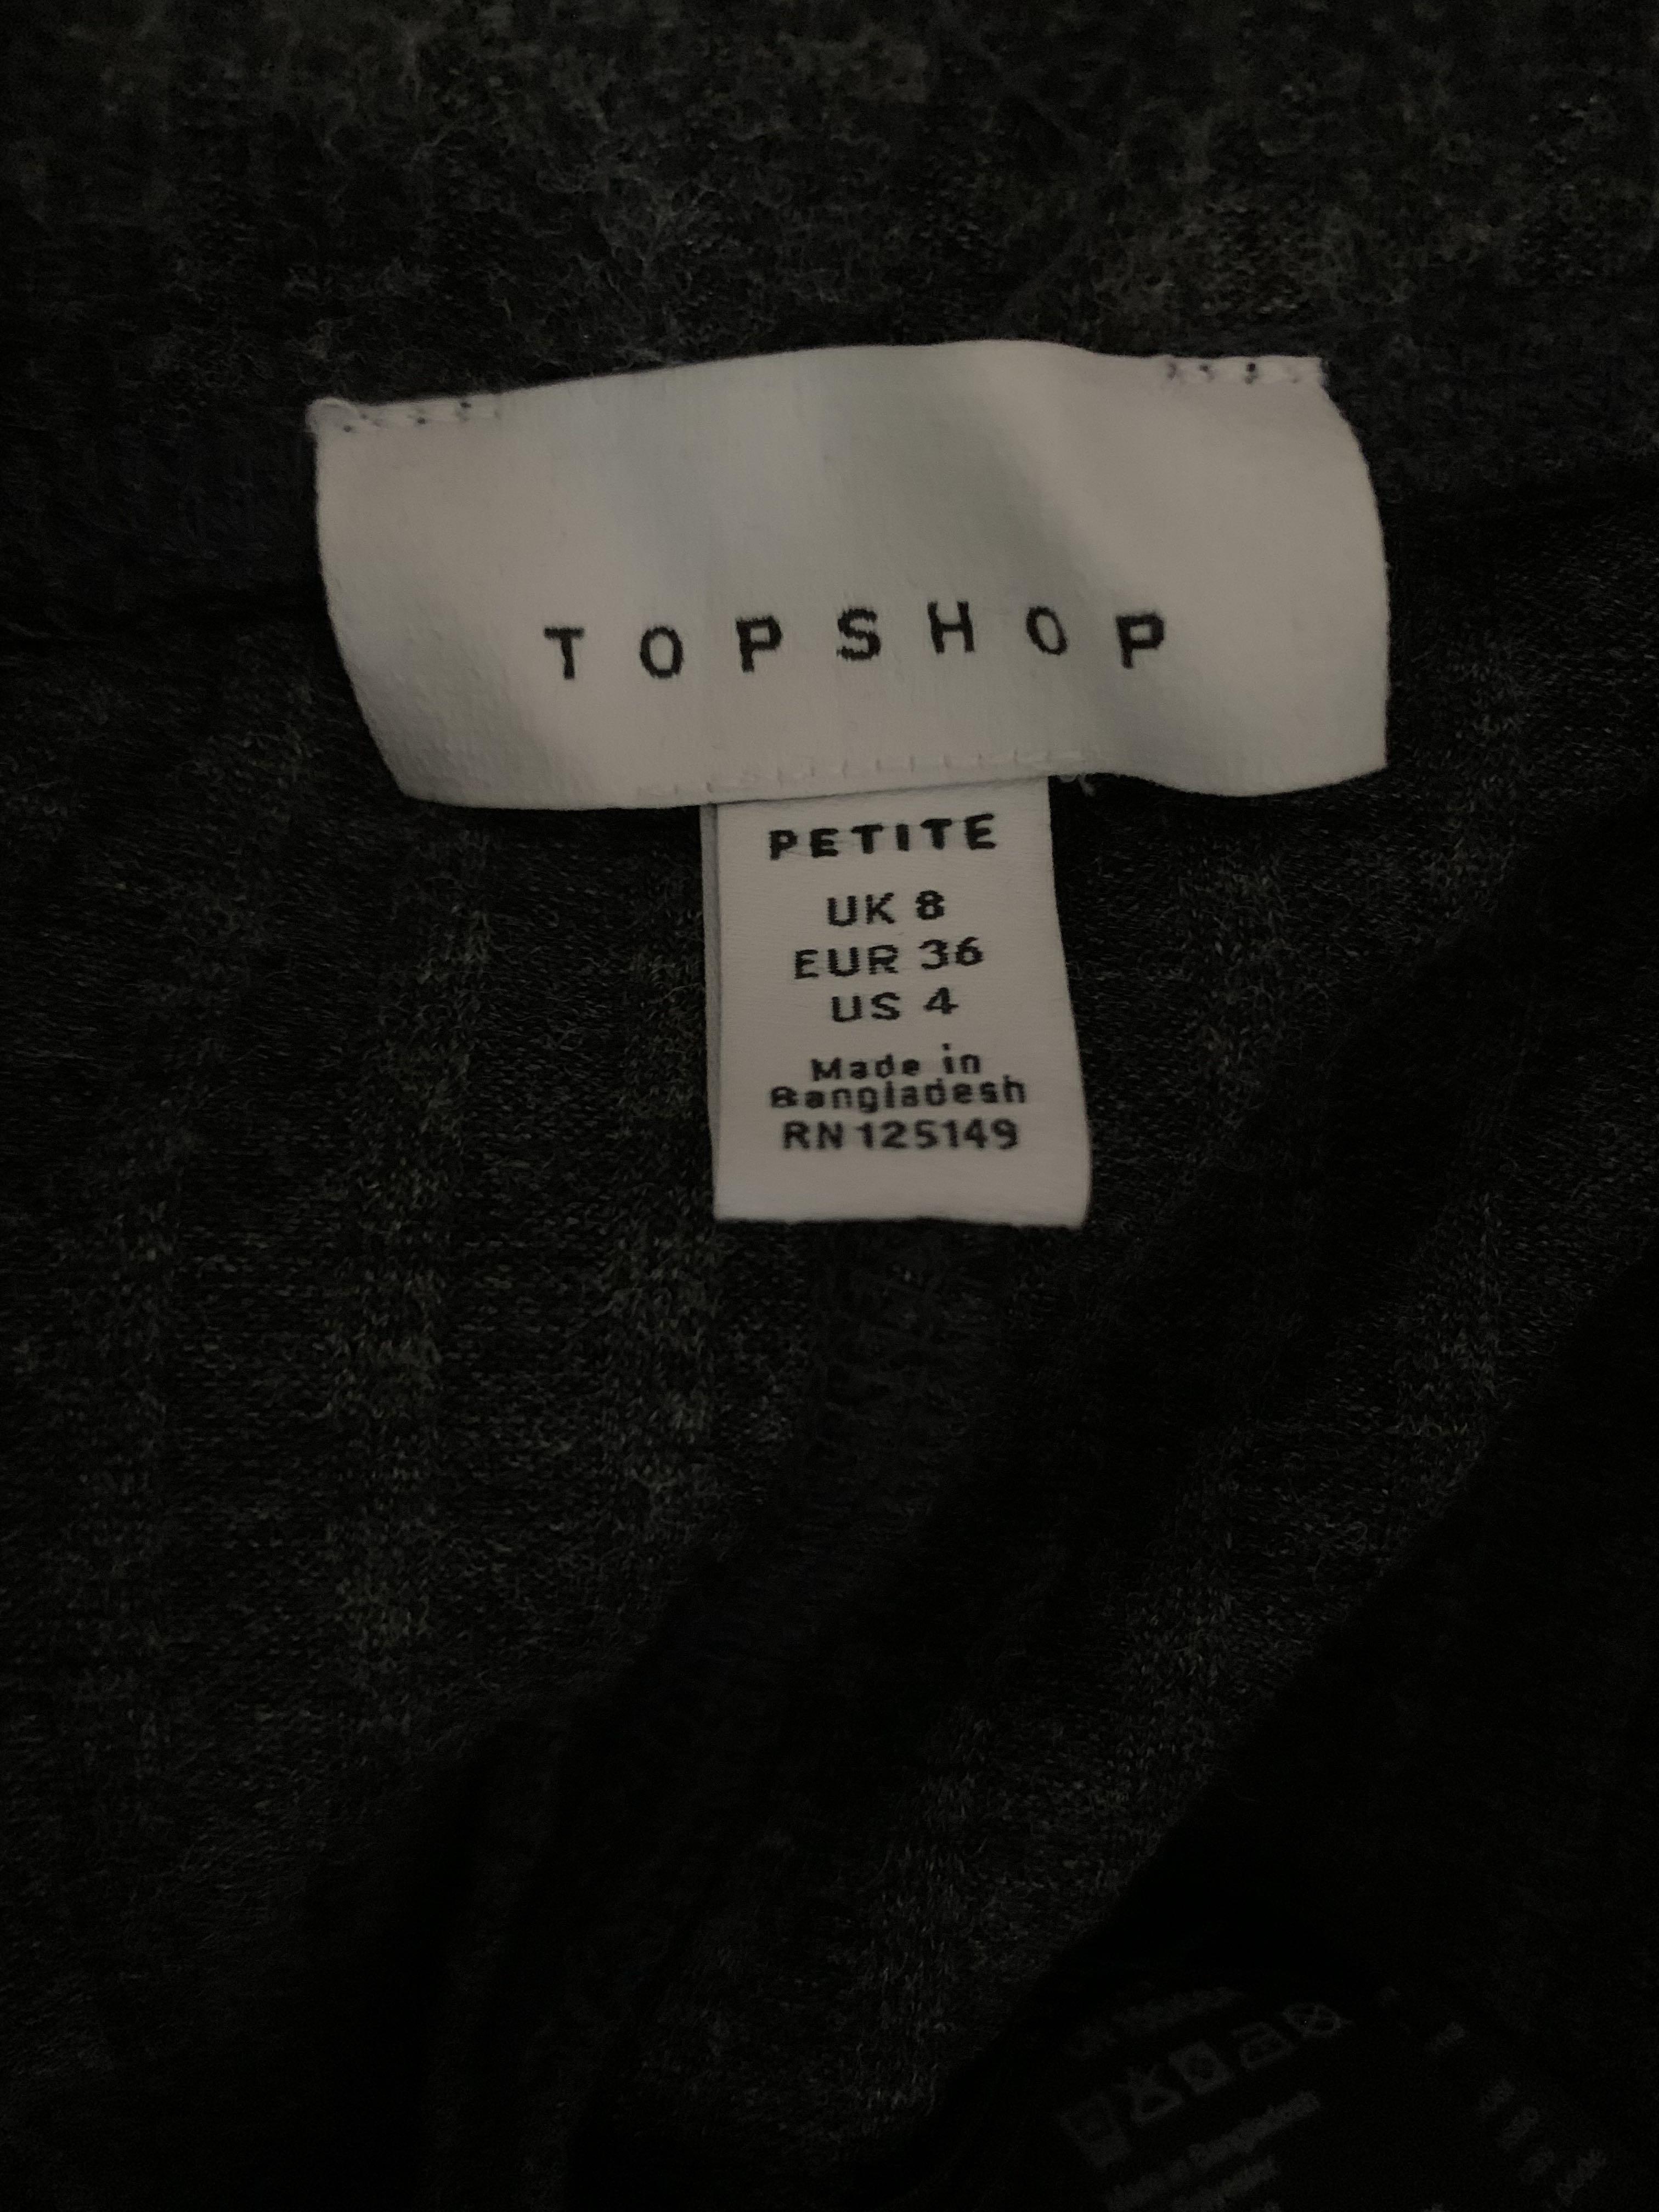 TOPSHOP
PETITE
UK 8
EUR 36
US 4
Made in
Bangladesh
RN 125149